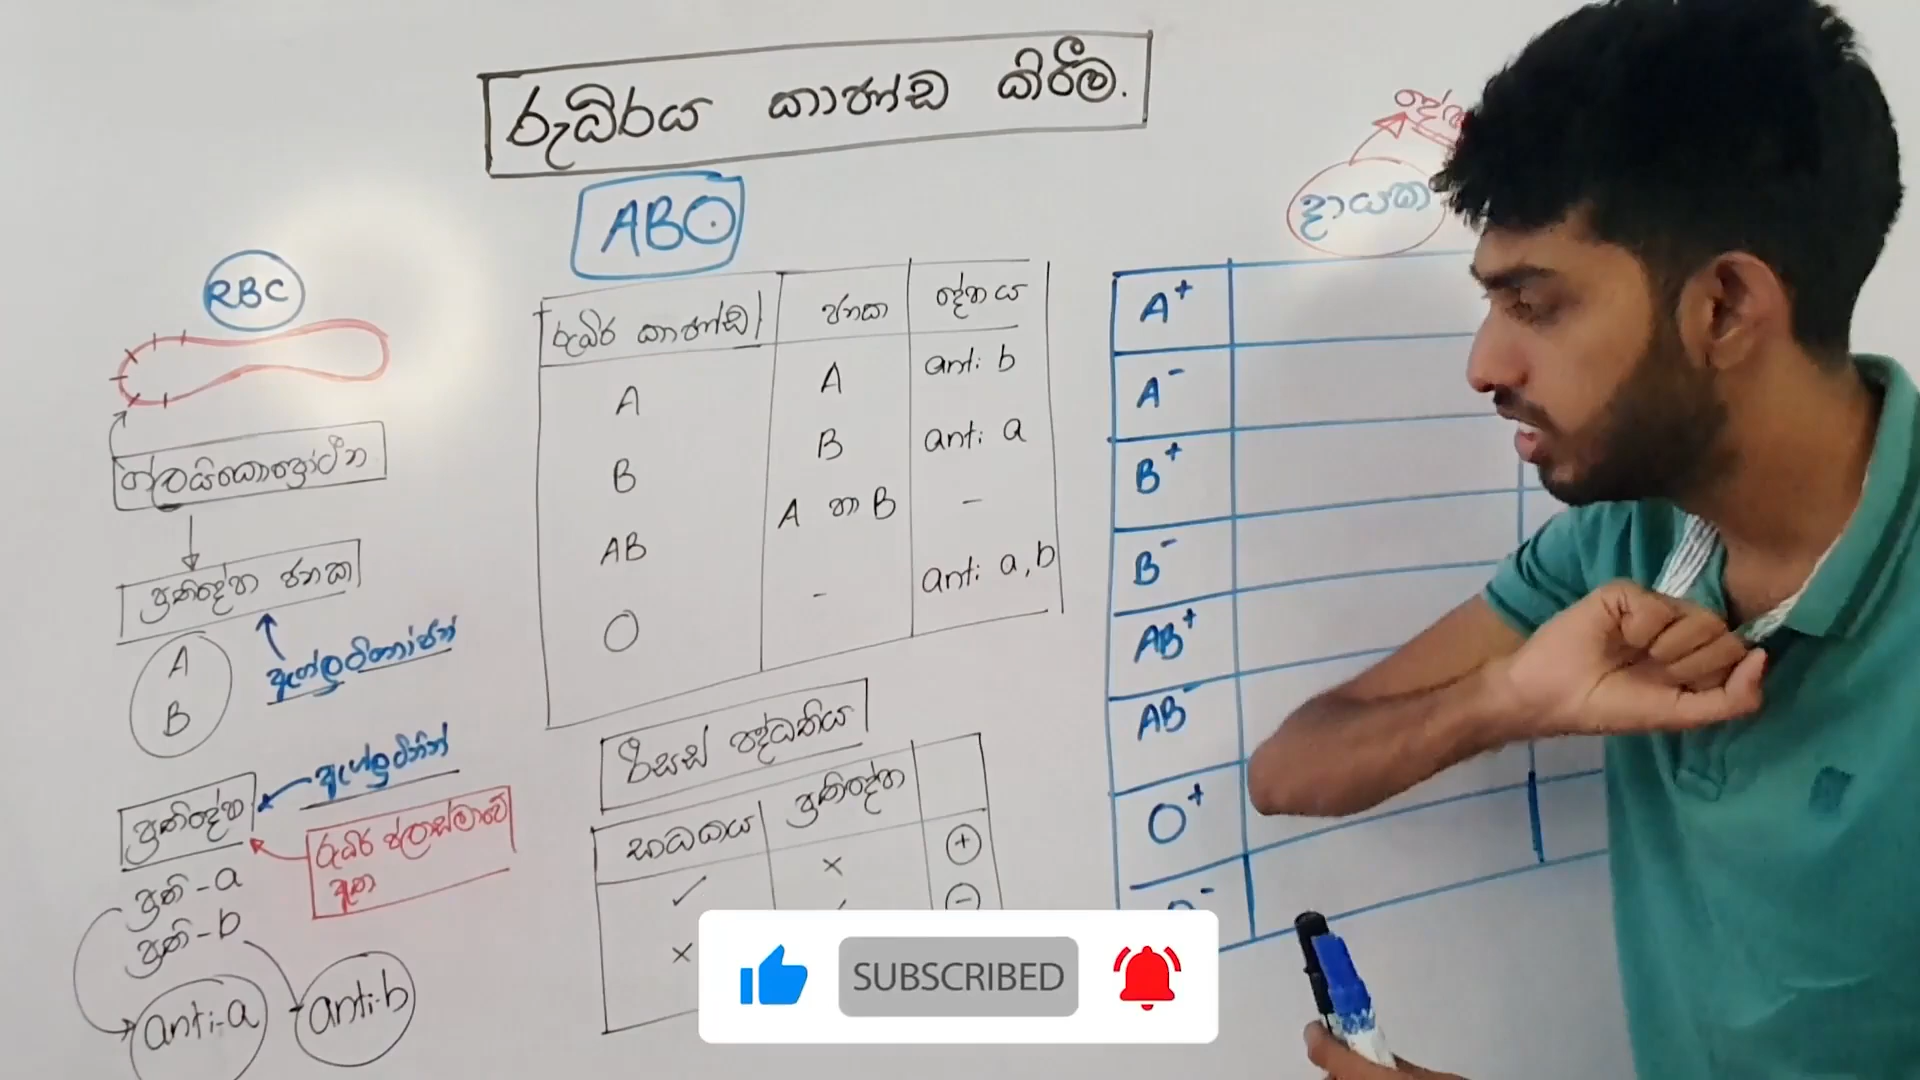 රුධිරය ගාණ්ඩ කිරීම.
ABO
RBC
ග්ලයිකොප්‍රෝටීන
ප්‍රතිදේහ ජනක
A
B
ඇග්ලුටිනෝජන්
ප්‍රතිදේහ
ඇග්ලුටිනින්
රුධිර ප්ලාස්මාවේ
ඇත
ප්‍රති-a
ප්‍රති-b
anti-a
anti-b
රුධිර ගාණ්ඩ ජනක දේහය
A A anti b
B B anti a
AB A හා B -
O - anti a,b
රීසස් පද්ධතිය
සාධකය ප්‍රතිදේහ
✓ × +
× -
දායක
A+
A-
B+
B-
AB+
AB-
O+
SUBSCRIBED